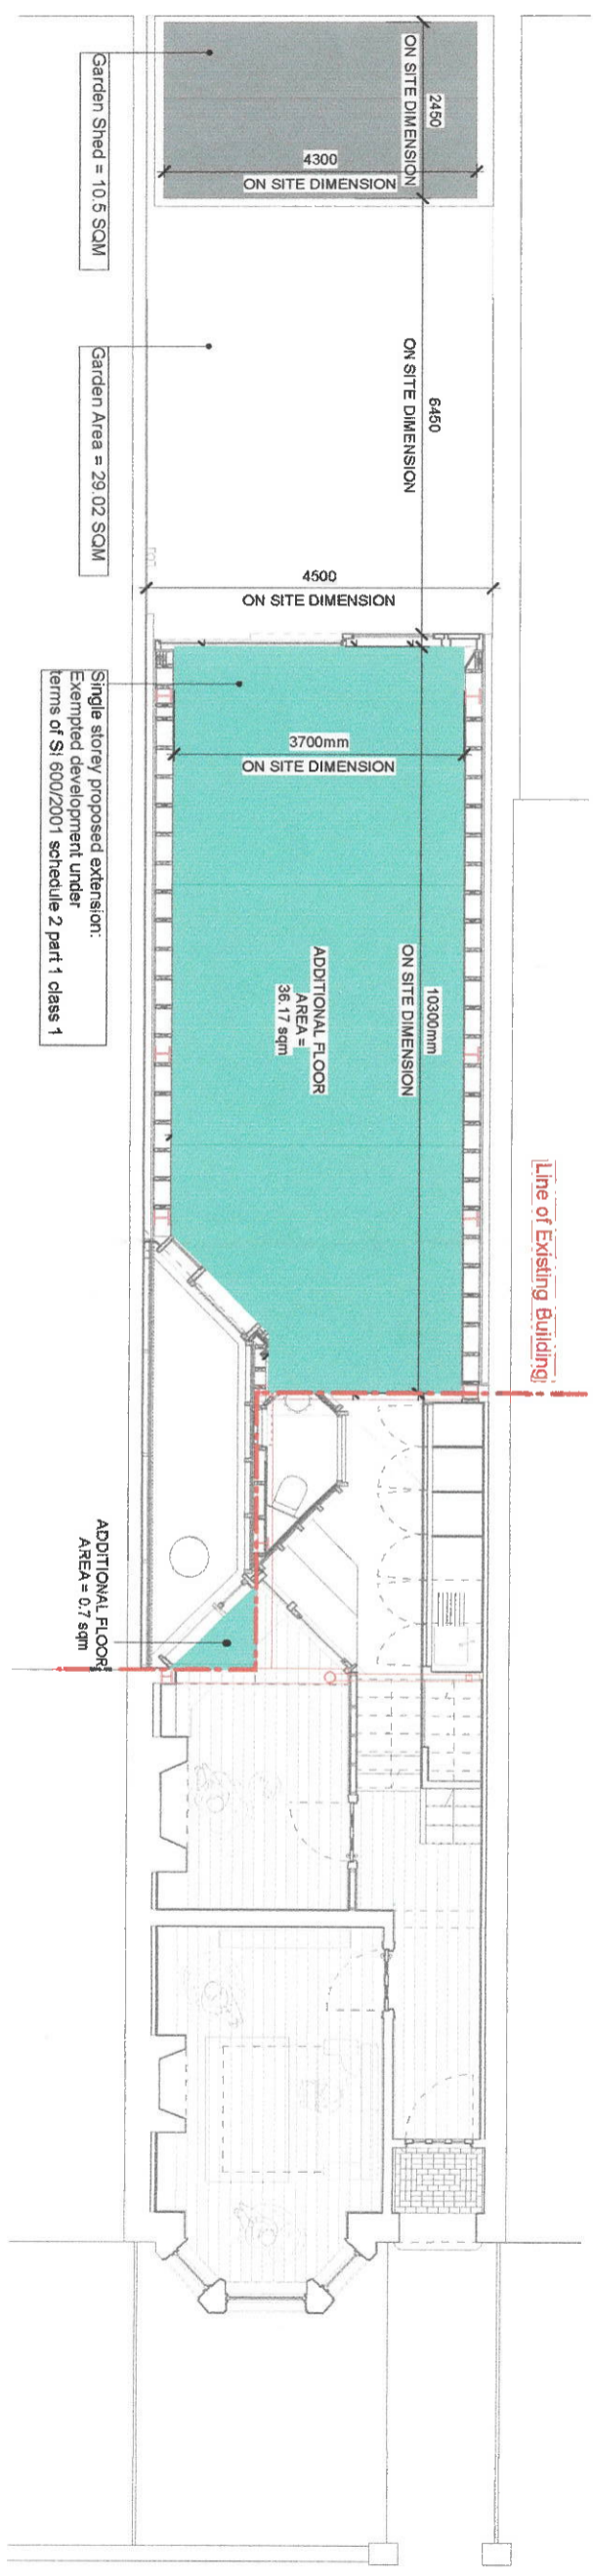 2450
ON SITE DIMENSION
4300
ON SITE DIMENSION
Garden Shed = 10.5 SQM
6450
ON SITE DIMENSION
Garden Area = 29.02 SQM
4500
ON SITE DIMENSION
3700mm
ON SITE DIMENSION
Single storey proposed extension:
Exempted development under
terms of SI 600/2001 schedule 2 part 1 class 1
10300mm
ON SITE DIMENSION
ADDITIONAL FLOOR
AREA =
36.17 sqm
Line of Existing Building
ADDITIONAL FLOOR
AREA = 0.7 sqm